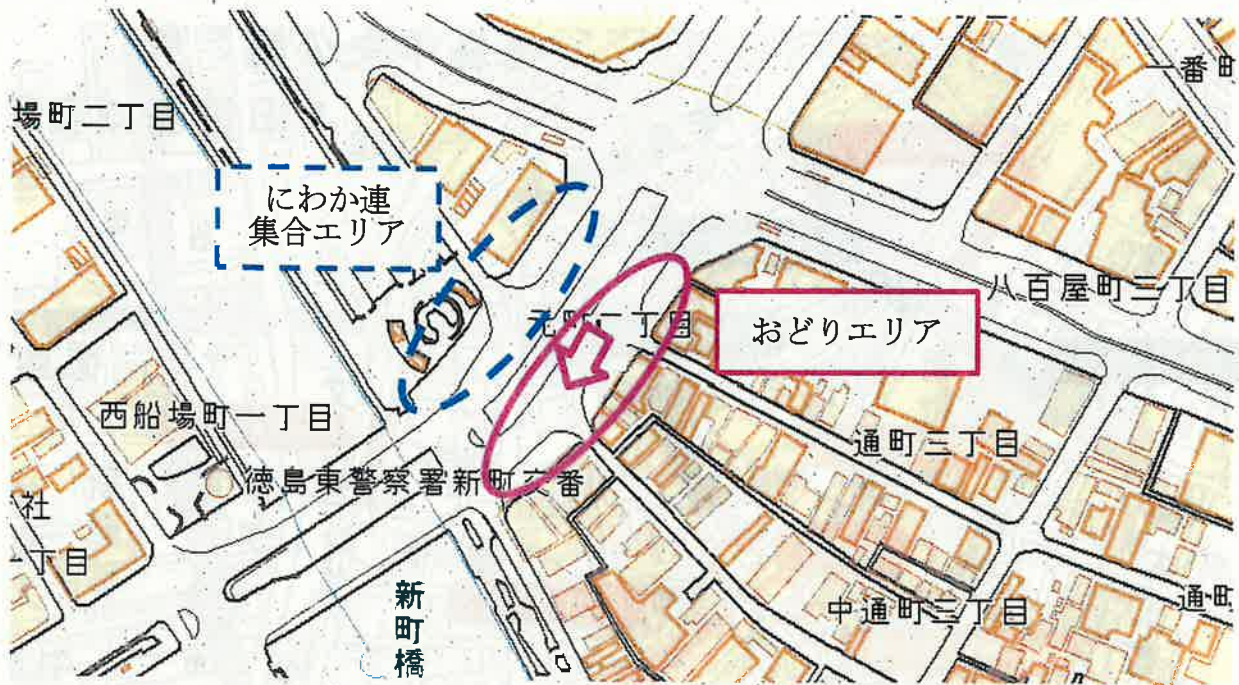 一番町
場町二丁目
にわか連
集合エリア
八百屋町三丁目
元町二丁目
おどりエリア
西船場町一丁目
通町三丁目
徳島東警察署新町交番
社
丁目
新町橋
中通町三丁目
通町